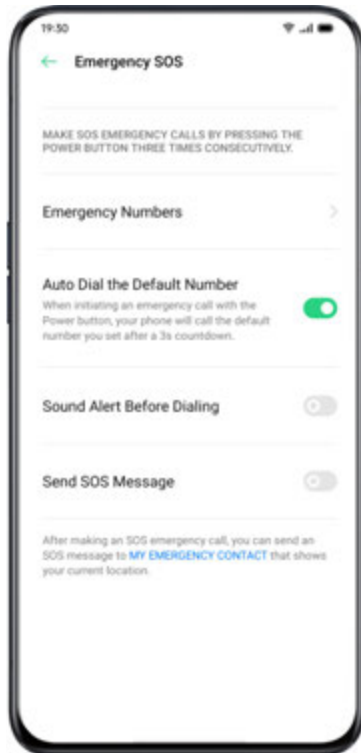 19:50
Emergency SOS
MAKE SOS EMERGENCY CALLS BY PRESSING THE
POWER BUTTON THREE TIMES CONSECUTIVELY.
Emergency Numbers
Auto Dial the Default Number
When initiating an emergency call with the
Power button, your phone will call the default
number you set after a 3s countdown.
Sound Alert Before Dialing
Send SOS Message
After making an SOS emergency call, you can send an
SOS message to MY EMERGENCY CONTACT that shows
your current location.